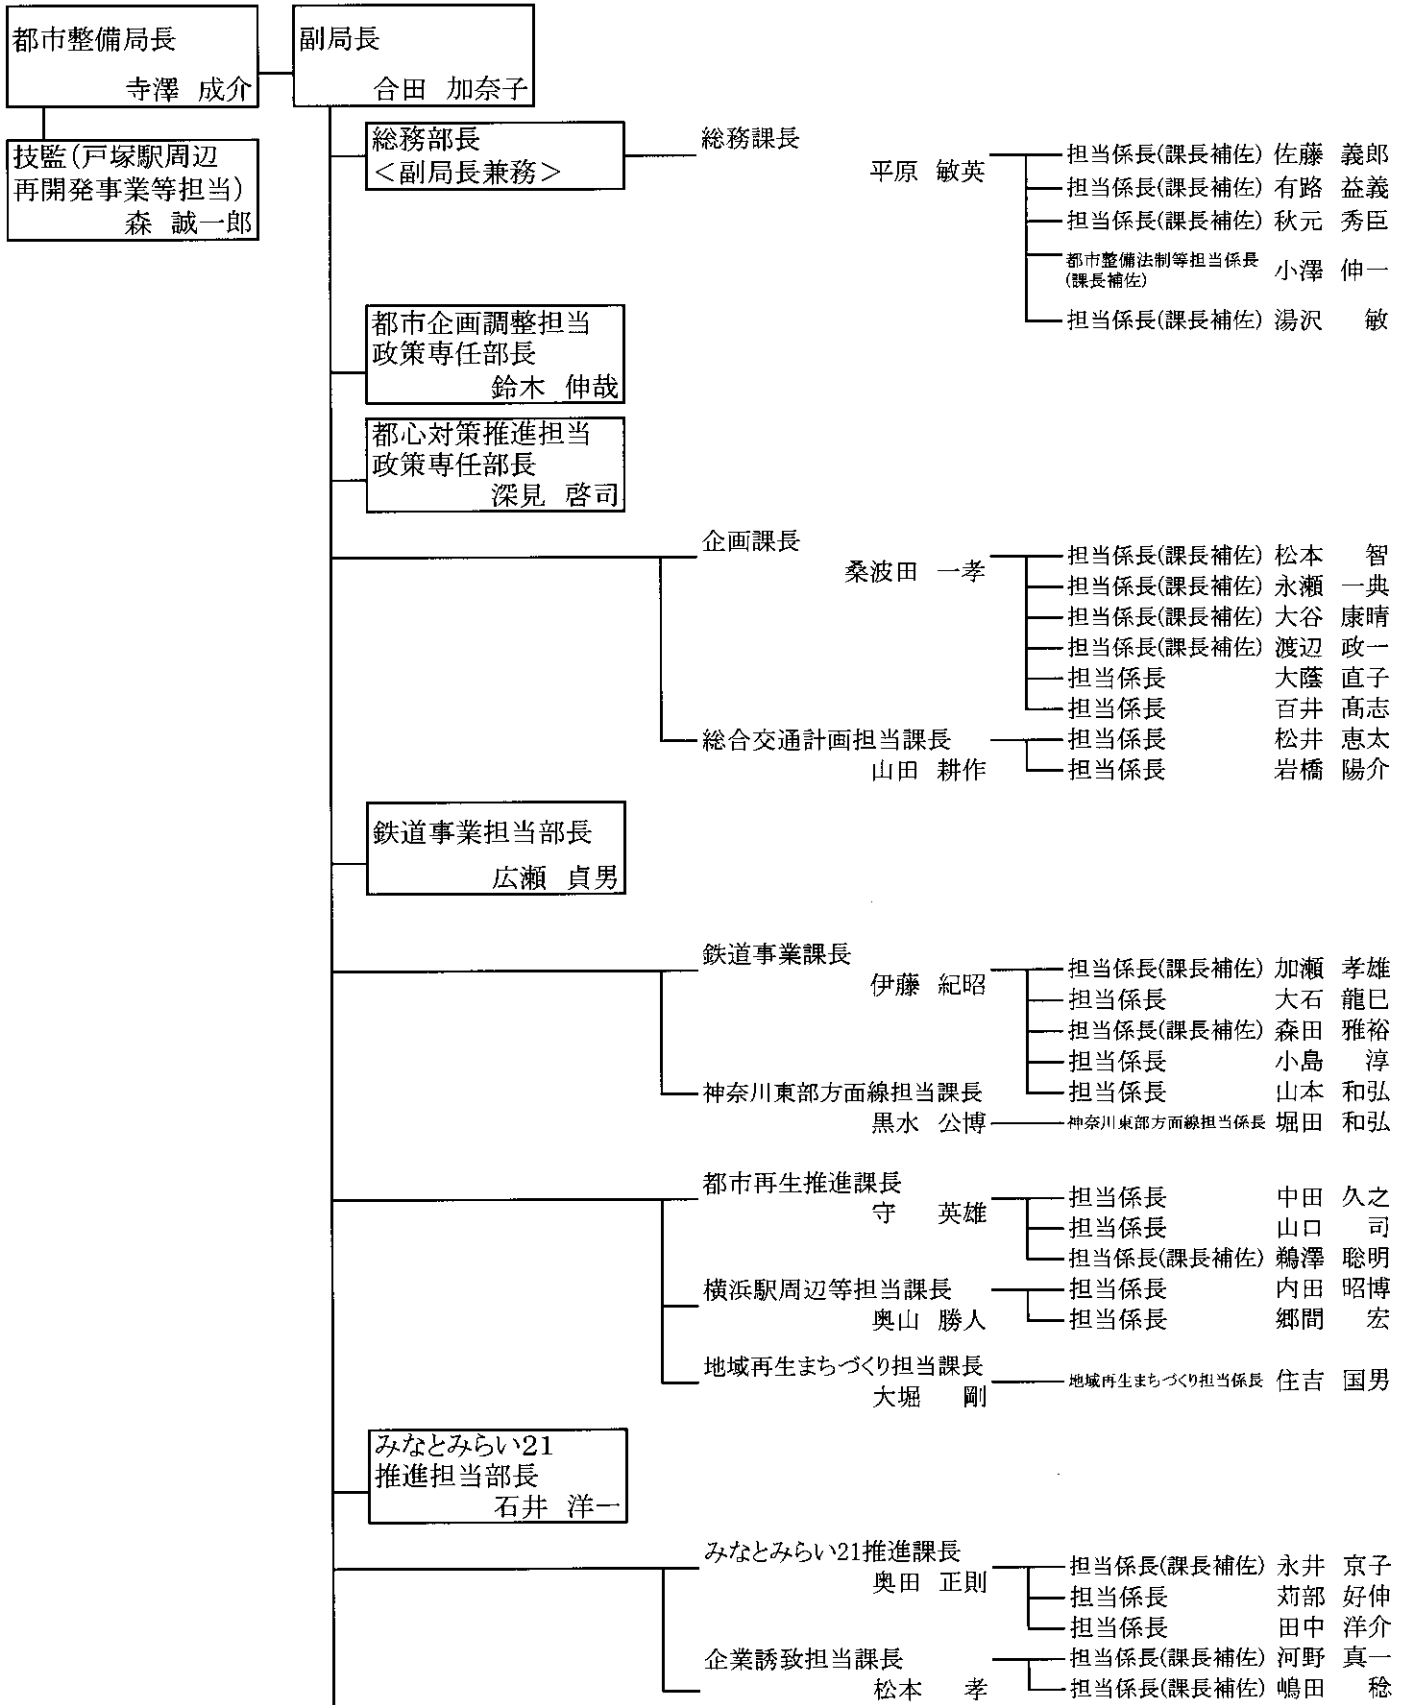 都市整備局長
寺澤 成介
副局長
合田 加奈子
技監(戸塚駅周辺
再開発事業等担当)
森 誠一郎
総務部長
<副局長兼務>
総務課長
平原 敏英
担当係長(課長補佐) 佐藤 義郎
担当係長(課長補佐) 有路 益義
担当係長(課長補佐) 秋元 秀臣
都市整備法制等担当係長
(課長補佐) 小澤 伸一
担当係長(課長補佐) 湯沢 敏
都市企画調整担当
政策専任部長
鈴木 伸哉
都心対策推進担当
政策専任部長
深見 啓司
企画課長
桑波田 一孝
担当係長(課長補佐) 松本 智
担当係長(課長補佐) 永瀬 一典
担当係長(課長補佐) 大谷 康晴
担当係長(課長補佐) 渡辺 政一
担当係長 大蔭 直子
担当係長 百井 髙志
総合交通計画担当課長
山田 耕作
担当係長 松井 恵太
担当係長 岩橋 陽介
鉄道事業担当部長
広瀬 貞男
鉄道事業課長
伊藤 紀昭
担当係長(課長補佐) 加瀬 孝雄
担当係長 大石 龍巳
担当係長(課長補佐) 森田 雅裕
担当係長 小島 淳
担当係長 山本 和弘
神奈川東部方面線担当課長
黒水 公博
神奈川東部方面線担当係長 堀田 和弘
都市再生推進課長
守 英雄
担当係長 中田 久之
担当係長 山口 司
担当係長(課長補佐) 鵜澤 聡明
横浜駅周辺等担当課長
奥山 勝人
担当係長 内田 昭博
担当係長 郷間 宏
地域再生まちづくり担当課長
大堀 剛
地域再生まちづくり担当係長 住吉 国男
みなとみらい21
推進担当部長
石井 洋一
みなとみらい21推進課長
奥田 正則
担当係長(課長補佐) 永井 京子
担当係長 苅部 好伸
担当係長 田中 洋介
企業誘致担当課長
松本 孝
担当係長(課長補佐) 河野 真一
担当係長(課長補佐) 嶋田 稔